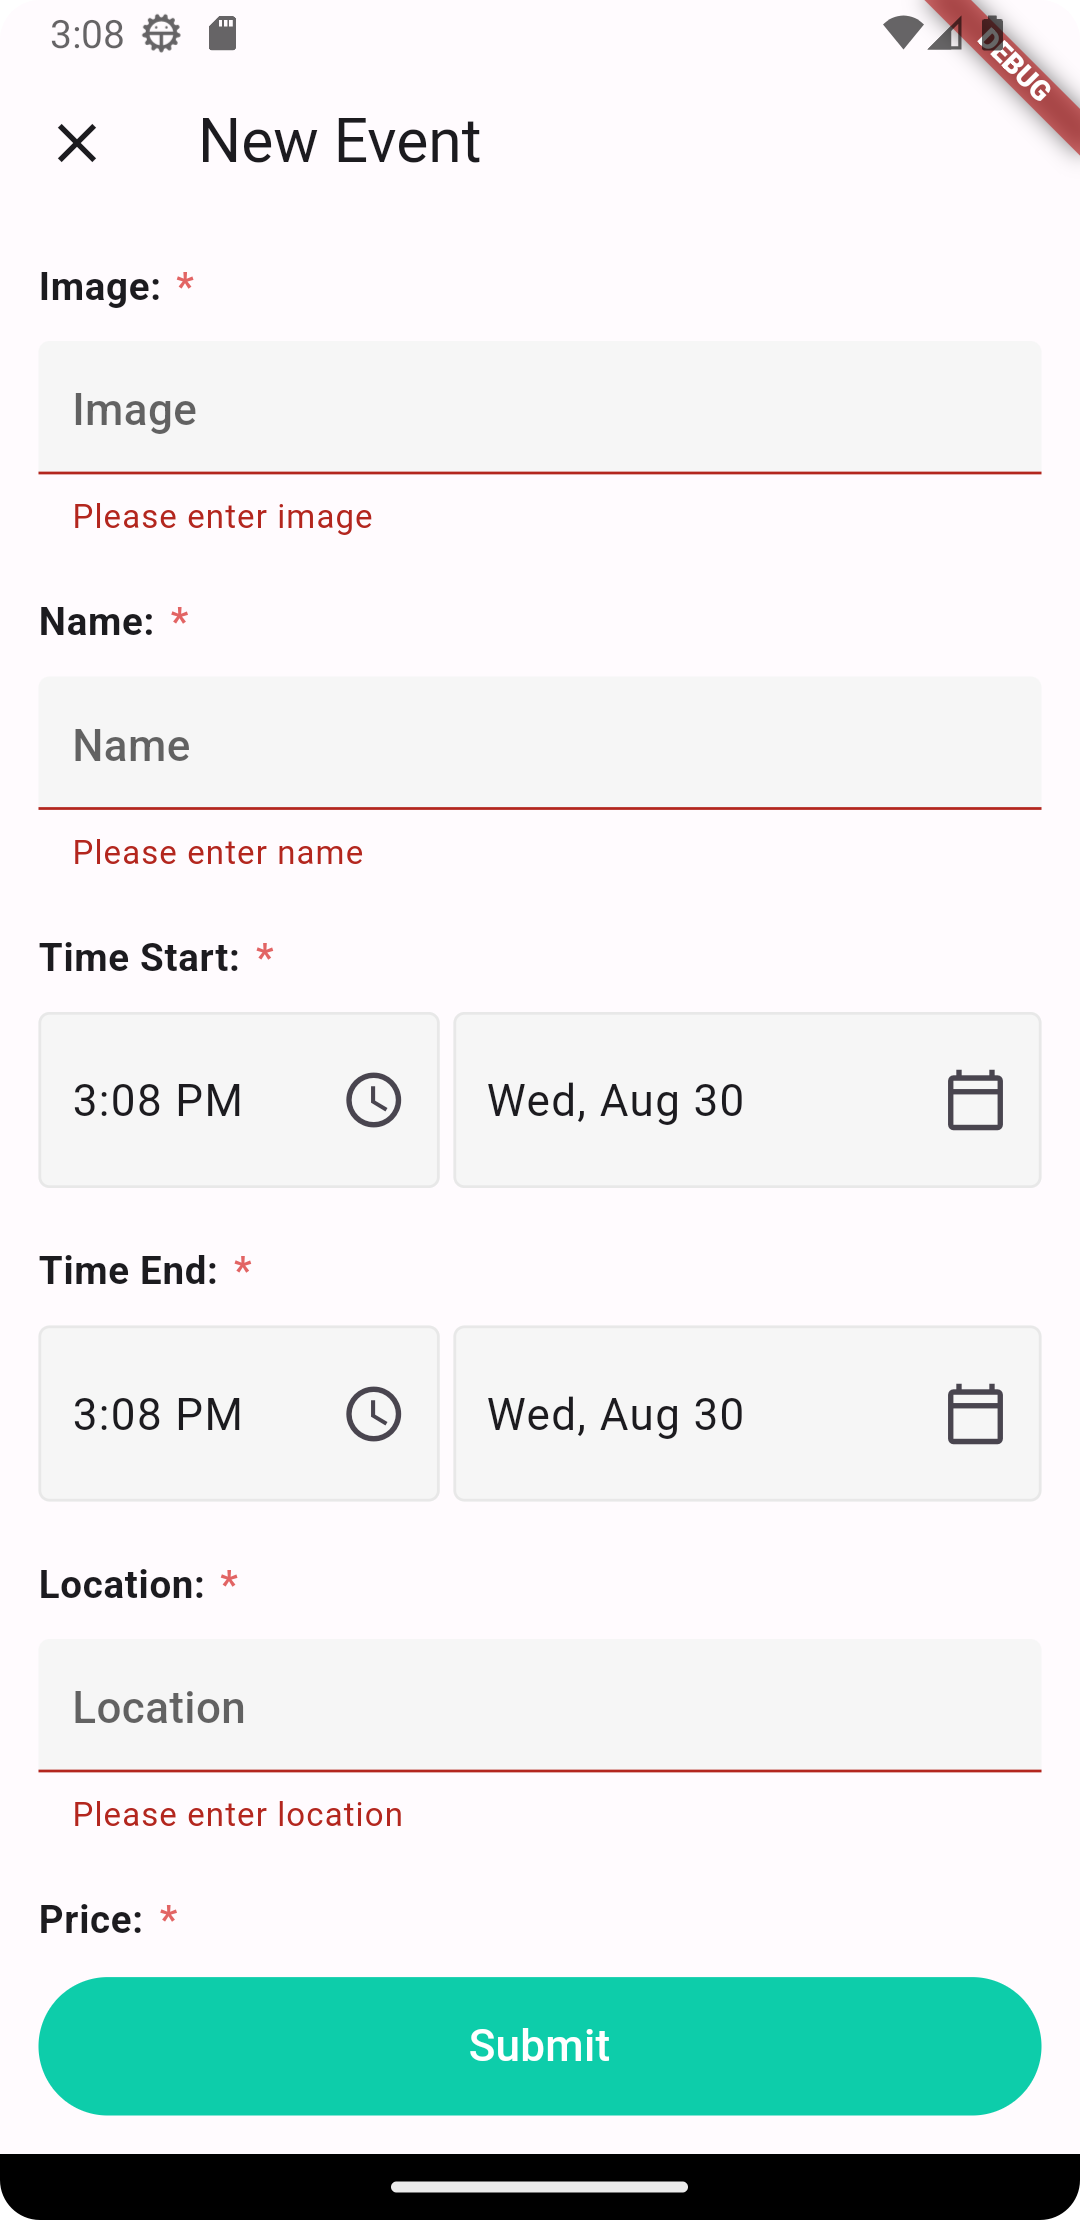 3:08
DEBUG
New Event
Image: *
Image
Please enter image
Name: *
Name
Please enter name
Time Start: *
3:08 PM Wed, Aug 30
Time End: *
3:08 PM Wed, Aug 30
Location: *
Location
Please enter location
Price: *
Submit